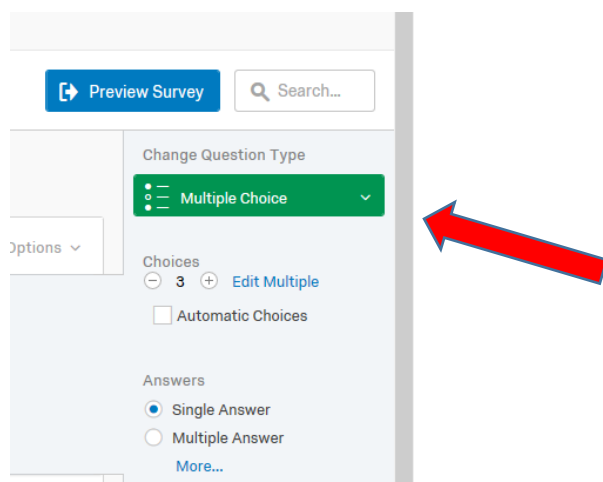 Preview Survey
Search...
Change Question Type
Multiple Choice
Options
Choices
3 Edit Multiple
Automatic Choices
Answers
Single Answer
Multiple Answer
More...